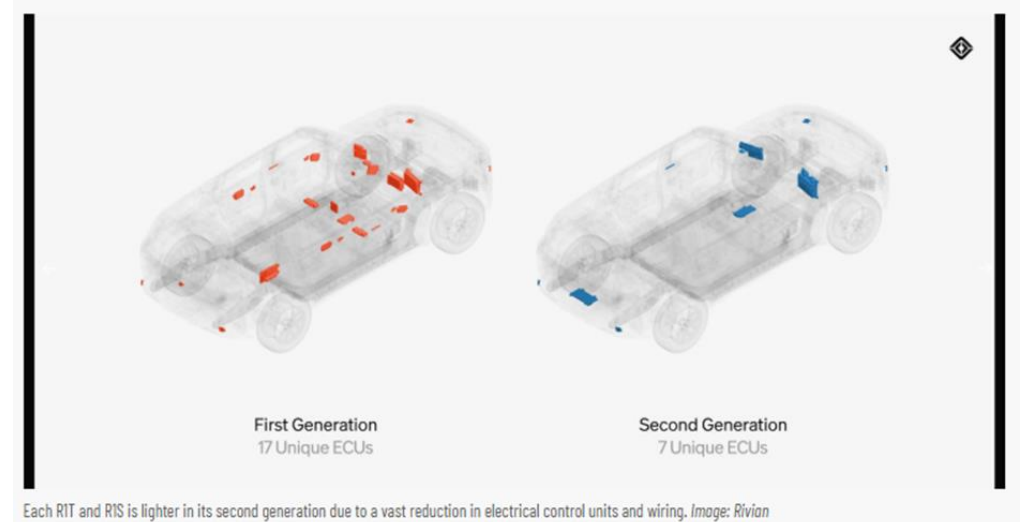 First Generation
17 Unique ECUs
Second Generation
7 Unique ECUs
Each R1T and R1S is lighter in its second generation due to a vast reduction in electrical control units and wiring. Image: Rivian